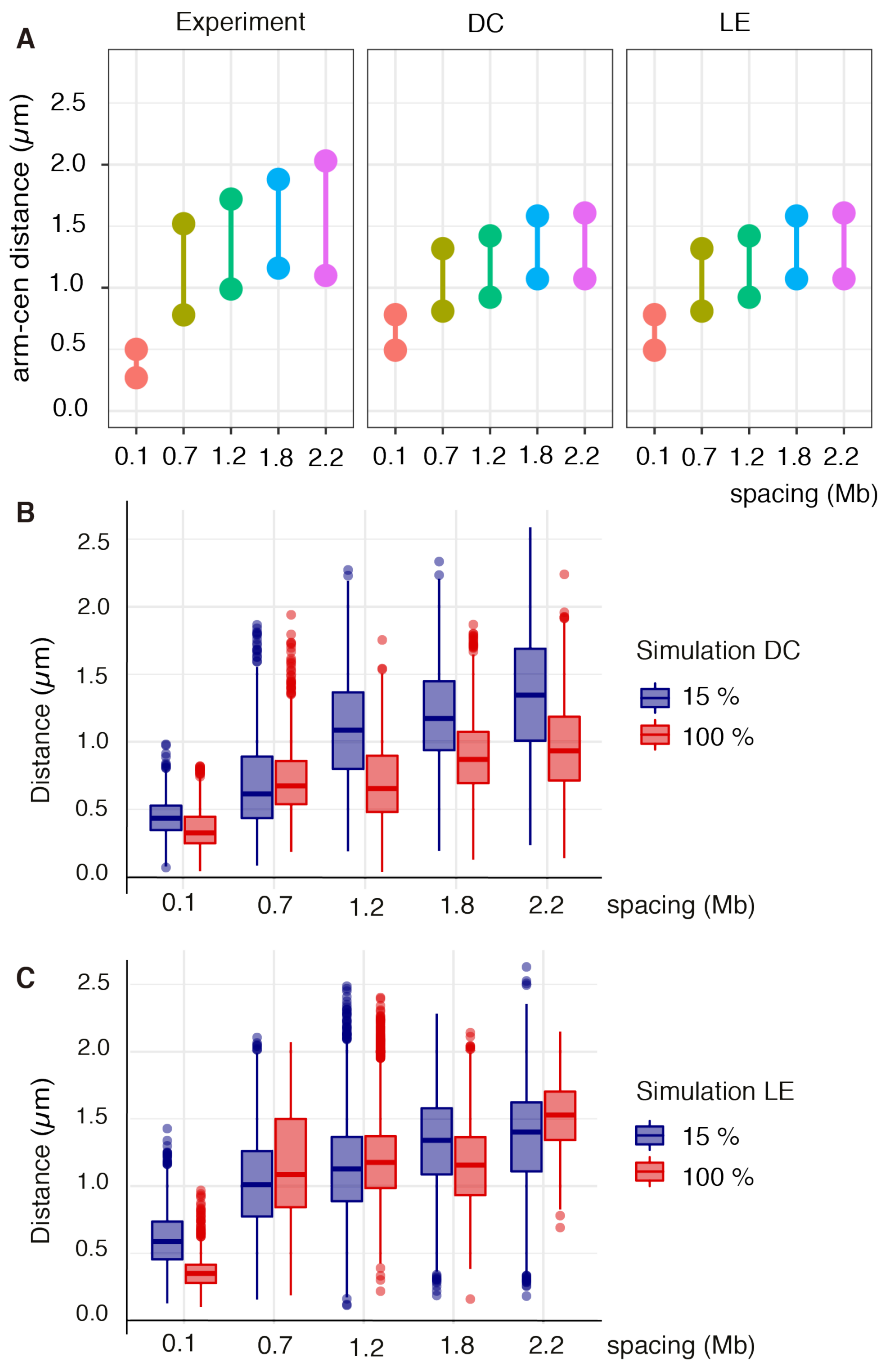 A
Experiment DC LE
arm-cen distance (µm)
2.5
2.0
1.5
1.0
0.5
0.0
0.1 0.7 1.2 1.8 2.2 0.1 0.7 1.2 1.8 2.2 0.1 0.7 1.2 1.8 2.2
spacing (Mb)
B
Distance (µm)
2.5
2.0
1.5
1.0
0.5
0.0
0.1 0.7 1.2 1.8 2.2 spacing (Mb)
Simulation DC
15 %
100 %
C
Distance (µm)
2.5
2.0
1.5
1.0
0.5
0.0
0.1 0.7 1.2 1.8 2.2 spacing (Mb)
Simulation LE
15 %
100 %